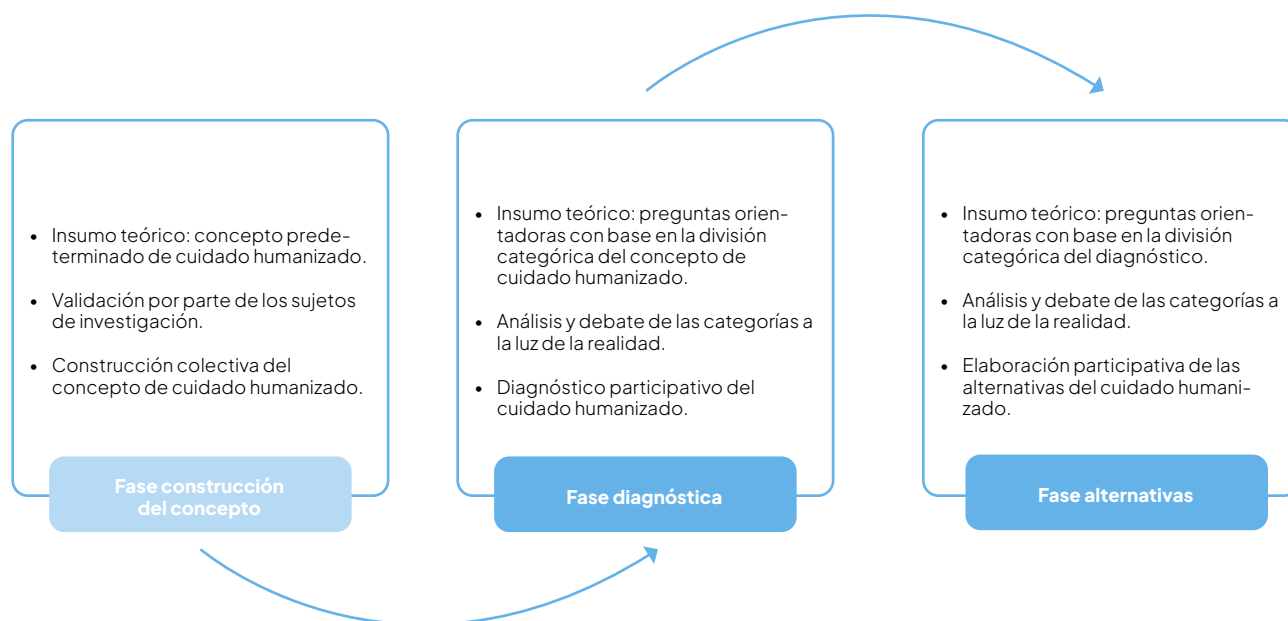 • Insumo teórico: concepto prede-
terminado de cuidado humanizado.
• Validación por parte de los sujetos
de investigación.
• Construcción colectiva del
concepto de cuidado humanizado.
Fase construcción
del concepto
• Insumo teórico: preguntas orien-
tadoras con base en la división
categórica del concepto de
cuidado humanizado.
• Análisis y debate de las categorías a
la luz de la realidad.
• Diagnóstico participativo del
cuidado humanizado.
Fase diagnóstica
• Insumo teórico: preguntas orien-
tadoras con base en la división
categórica del diagnóstico.
• Análisis y debate de las categorías a
la luz de la realidad.
• Elaboración participativa de las
alternativas del cuidado humani-
zado.
Fase alternativas